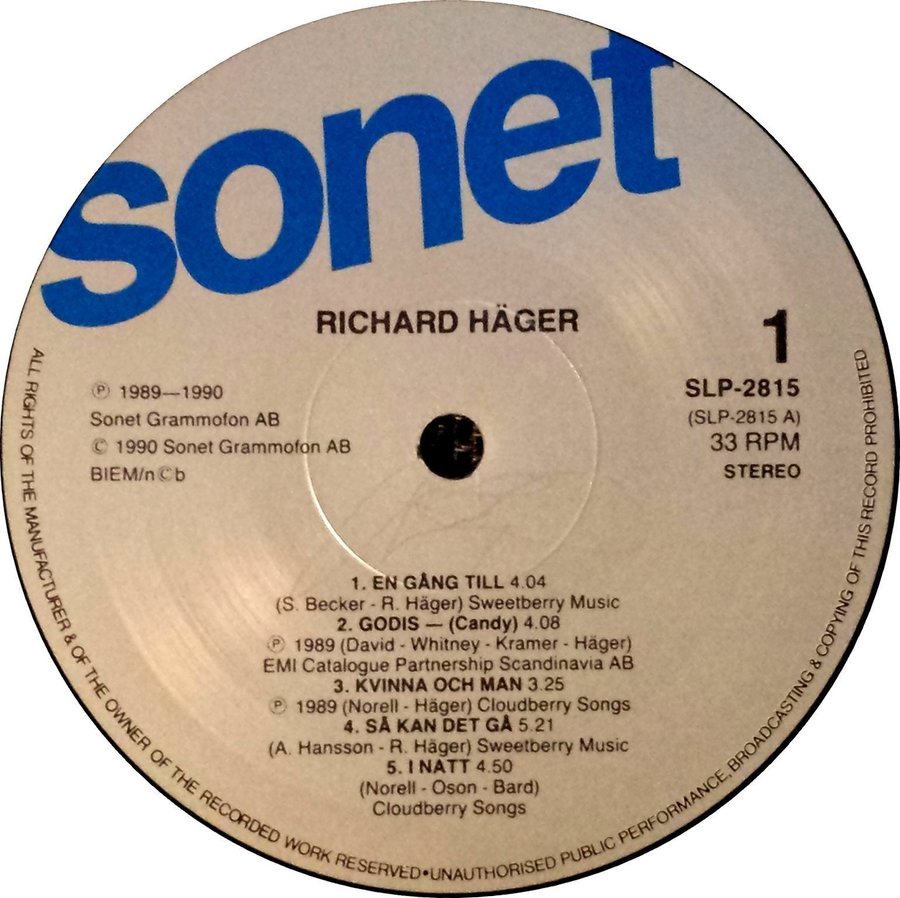 sonet
RICHARD HÄGER
1
℗ 1989—1990
Sonet Grammofon AB
© 1990 Sonet Grammofon AB
BIEM/n©b
SLP-2815
(SLP-2815 A)
33 RPM
STEREO
1. EN GÅNG TILL 4.04
(S. Becker - R. Häger) Sweetberry Music
2. GODIS — (Candy) 4.08
℗ 1989 (David - Whitney - Kramer - Häger)
EMI Catalogue Partnership Scandinavia AB
3. KVINNA OCH MAN 3.25
℗ 1989 (Norell - Häger) Cloudberry Songs
4. SÅ KAN DET GÅ 5.21
(A. Hansson - R. Häger) Sweetberry Music
5. I NATT 4.50
(Norell - Oson - Bard)
Cloudberry Songs
ALL RIGHTS OF THE MANUFACTURER & OF THE OWNER OF THE RECORDED WORK RESERVED•UNAUTHORISED PUBLIC PERFORMANCE, BROADCASTING & COPYING OF THIS RECORD PROHIBITED